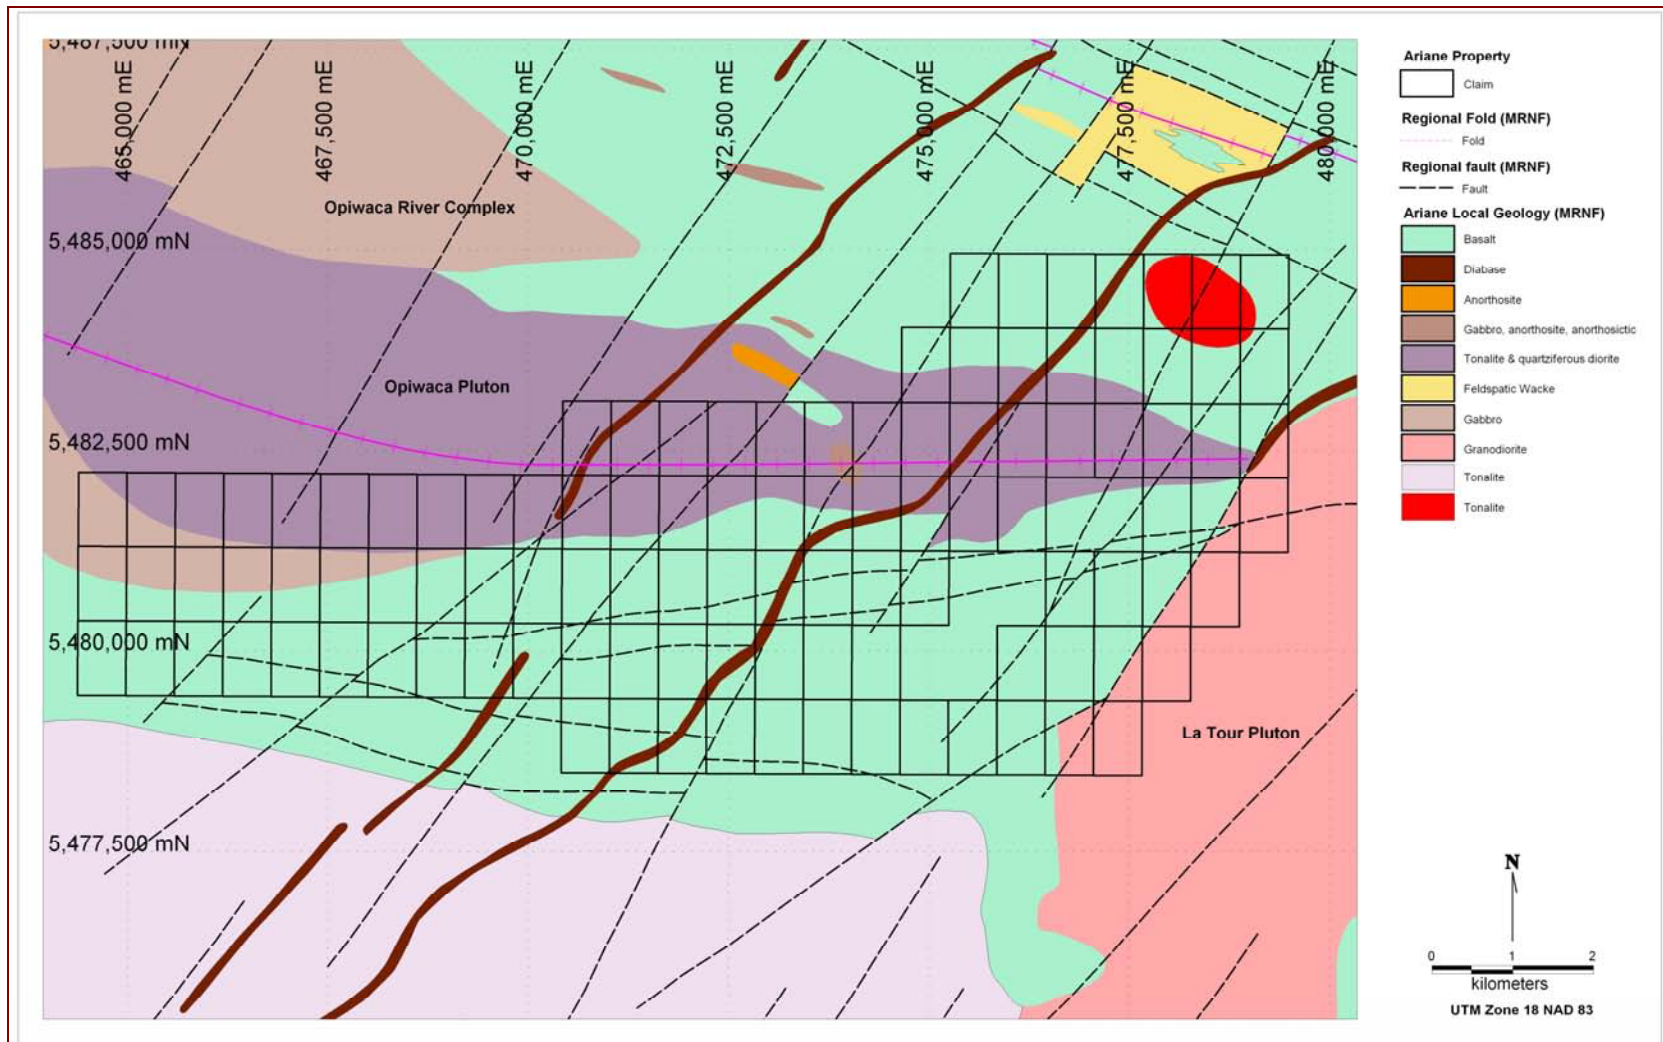 5,487,500 mN
465,000 mE
467,500 mE
470,000 mE
472,500 mE
475,000 mE
477,500 mE
480,000 mE
Opiwaca River Complex
5,485,000 mN
Opiwaca Pluton
5,482,500 mN
5,480,000 mN
La Tour Pluton
5,477,500 mN
Ariane Property
Claim
Regional Fold (MRNF)
Fold
Regional fault (MRNF)
Fault
Ariane Local Geology (MRNF)
Basalt
Diabase
Anorthosite
Gabbro, anorthosite, anorthosictic
Tonalite & quartziferous diorite
Feldspatic Wacke
Gabbro
Granodiorite
Tonalite
Tonalite
N
0 1 2
kilometers
UTM Zone 18 NAD 83